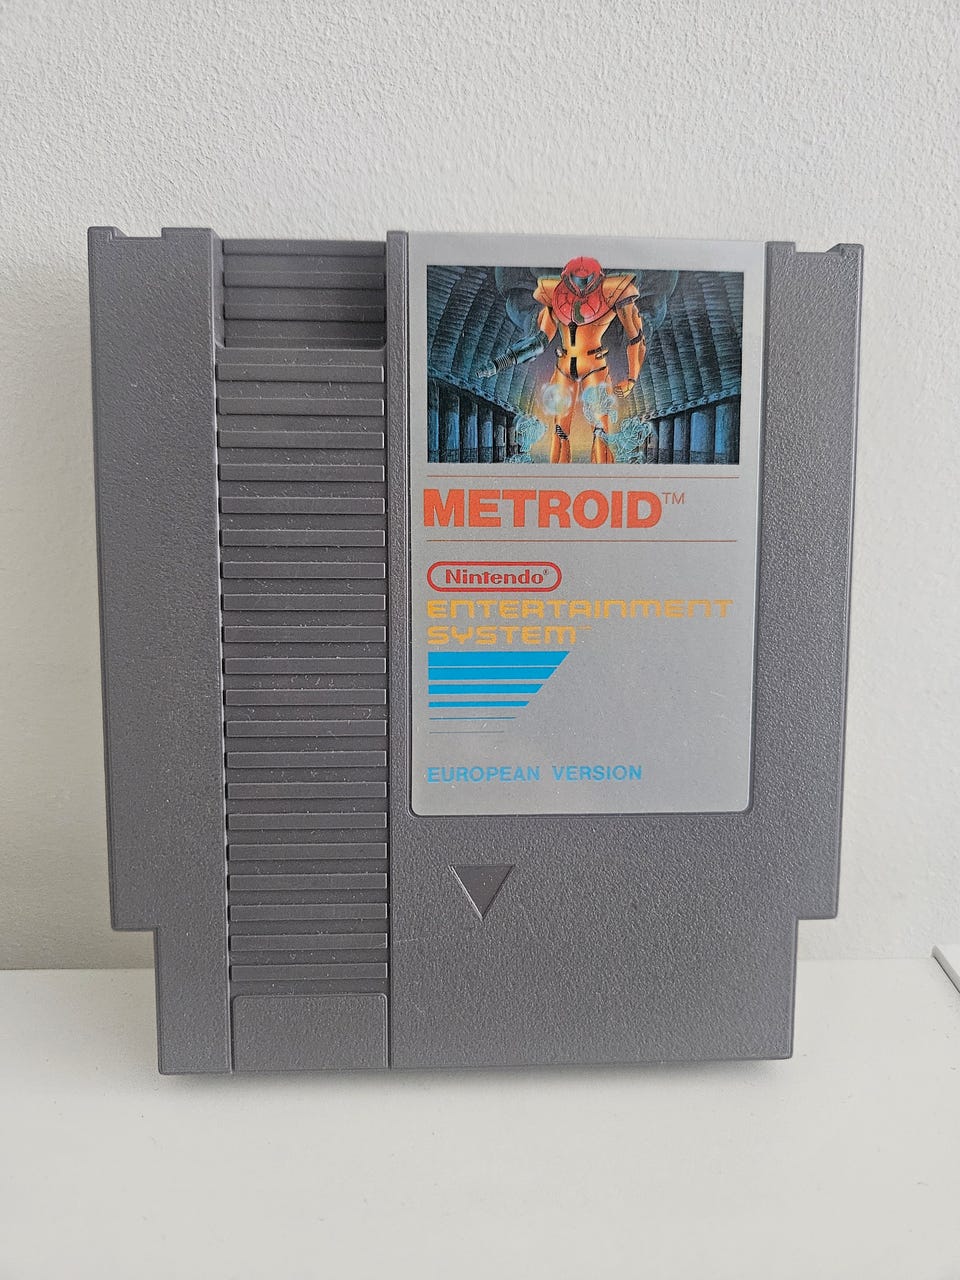 METROID™
Nintendo®
ENTERTAINMENT
SYSTEM™
EUROPEAN VERSION